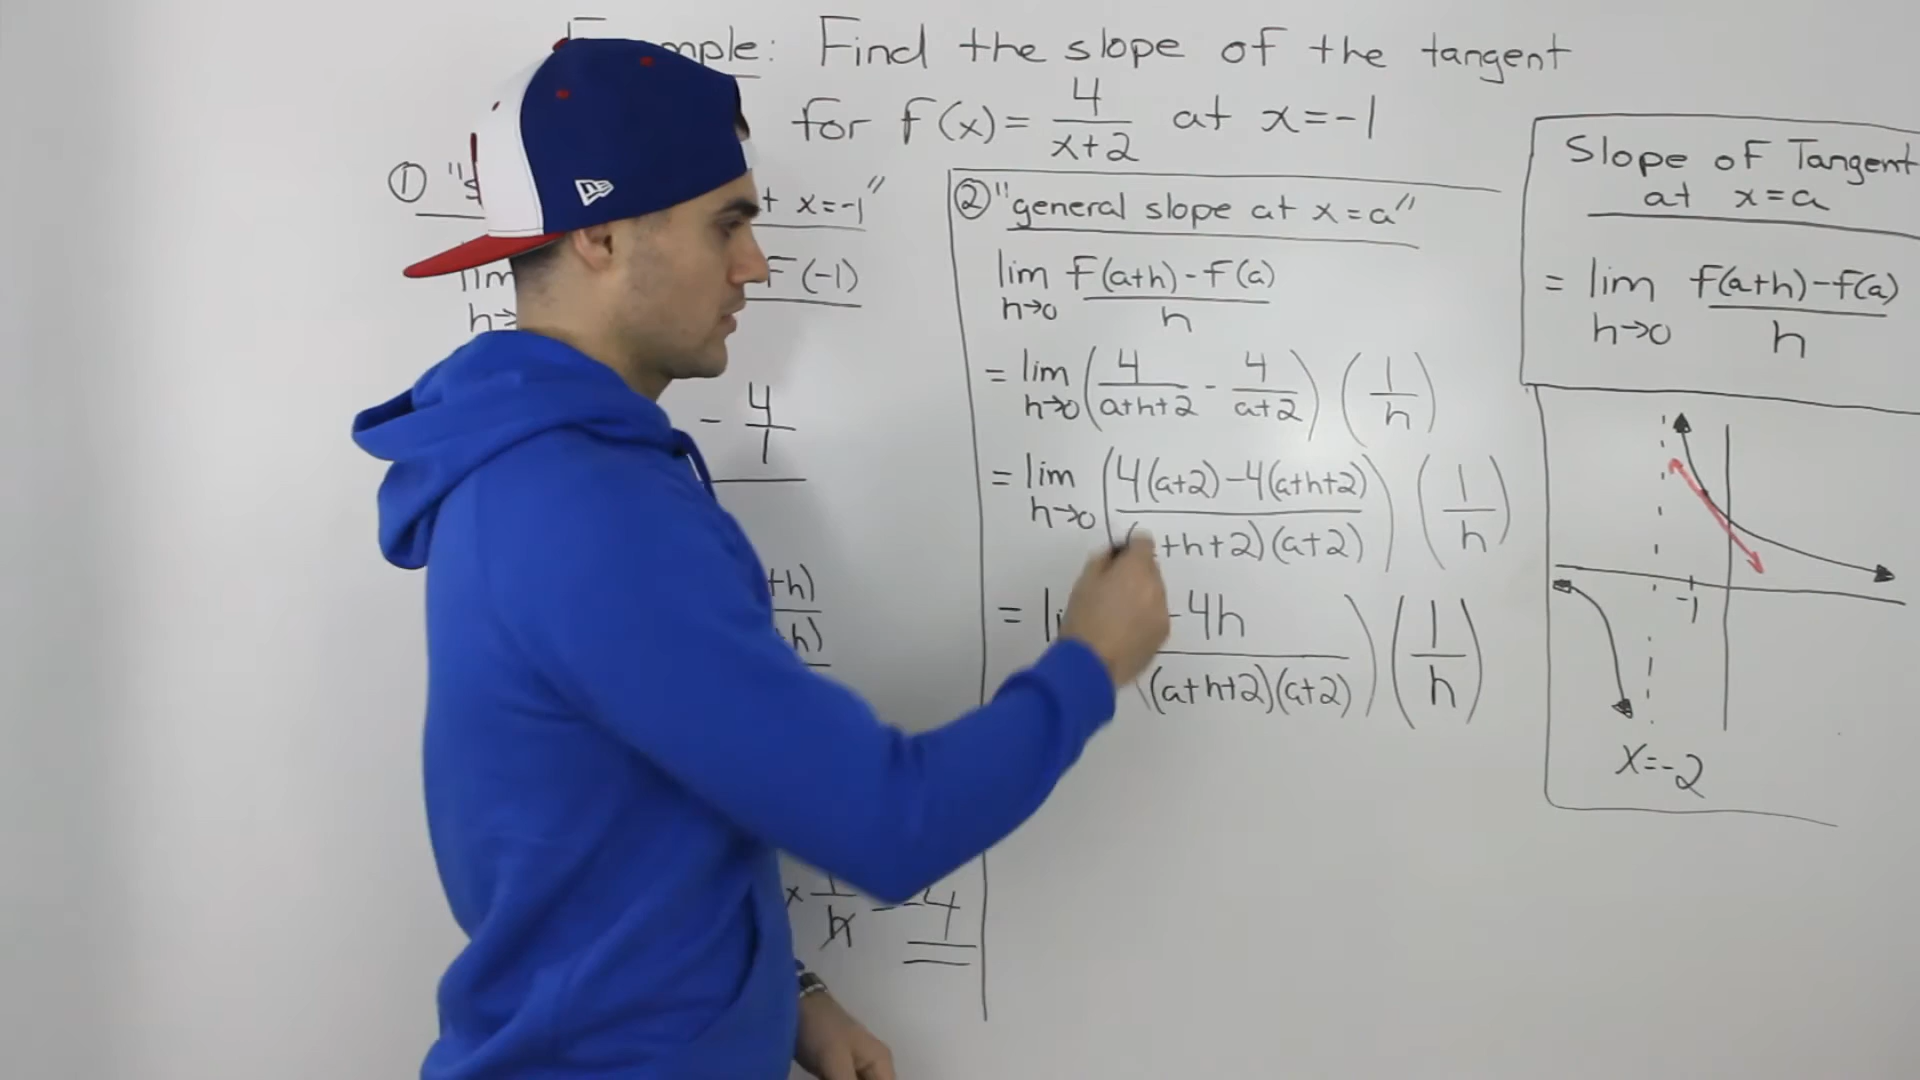 Example: Find the slope of the tangent
for f(x) = 4/(x+2) at x=-1
① "s
at x=-1"
lim f(-1)
h→
- 4/1
+h)
h)
x 1/h = -4
② "general slope at x=a"
lim h→0 (f(a+h)-f(a))/h
= lim h→0 (4/(a+h+2) - 4/(a+2)) (1/h)
= lim h→0 ((4(a+2)-4(a+h+2))/((a+h+2)(a+2))) (1/h)
= li (-4h/((a+h+2)(a+2))) (1/h)
Slope of Tangent
at x=a
= lim h→0 (f(a+h)-f(a))/h
-1
x=-2